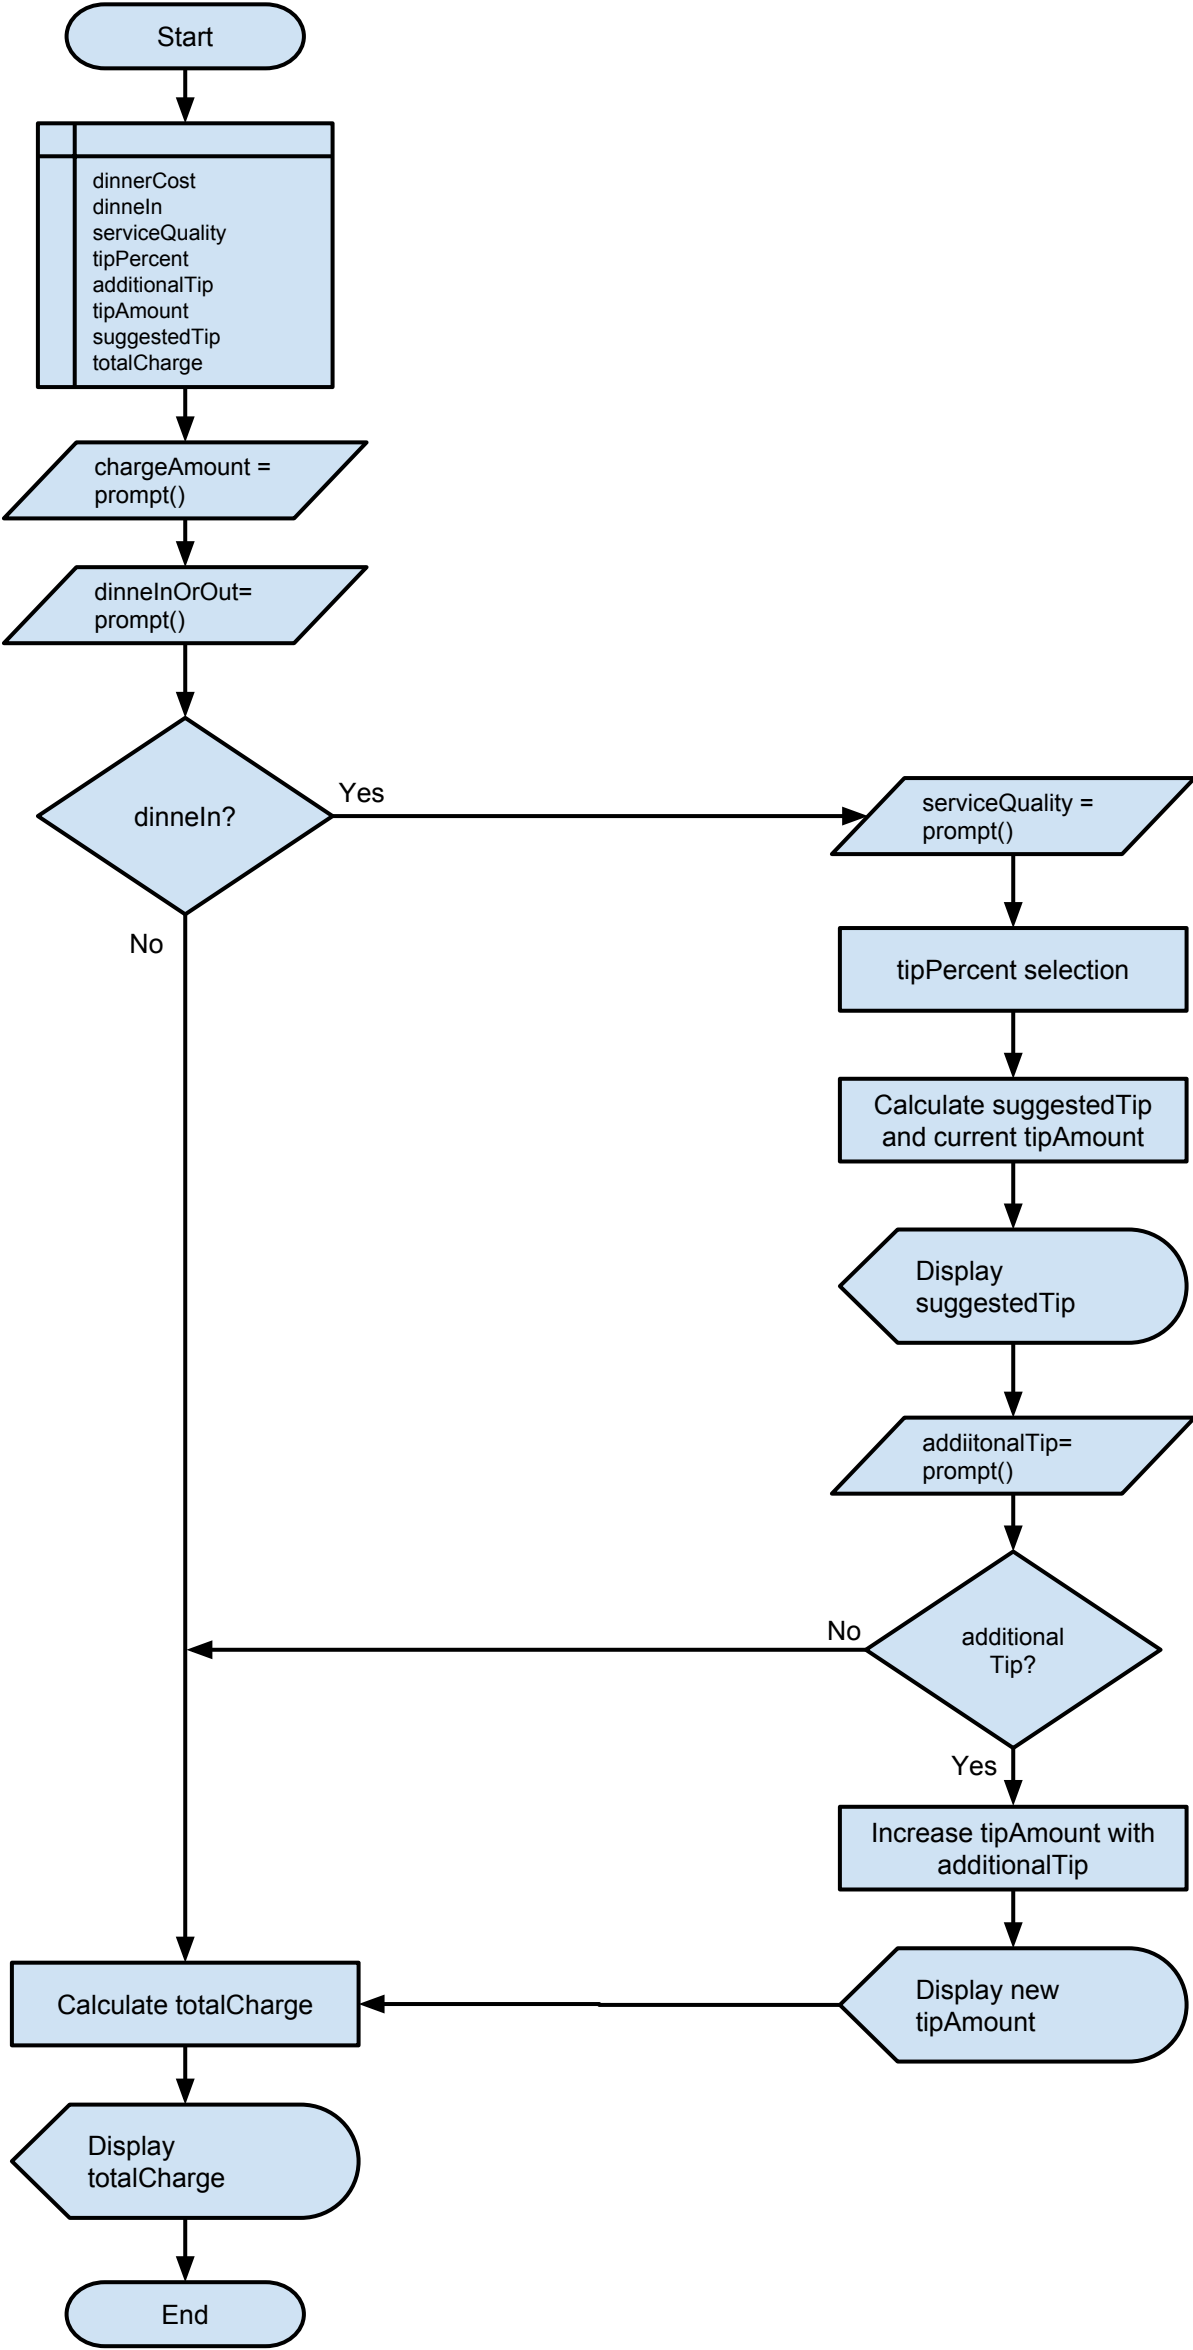 Start
dinnerCost
dinneIn
serviceQuality
tipPercent
additionalTip
tipAmount
suggestedTip
totalCharge
chargeAmount =
prompt()
dinneInOrOut=
prompt()
dinneIn?
Yes
No
serviceQuality =
prompt()
tipPercent selection
Calculate suggestedTip
and current tipAmount
Display
suggestedTip
addiitonalTip=
prompt()
additional
Tip?
No
Yes
Increase tipAmount with
additionalTip
Display new
tipAmount
Calculate totalCharge
Display
totalCharge
End